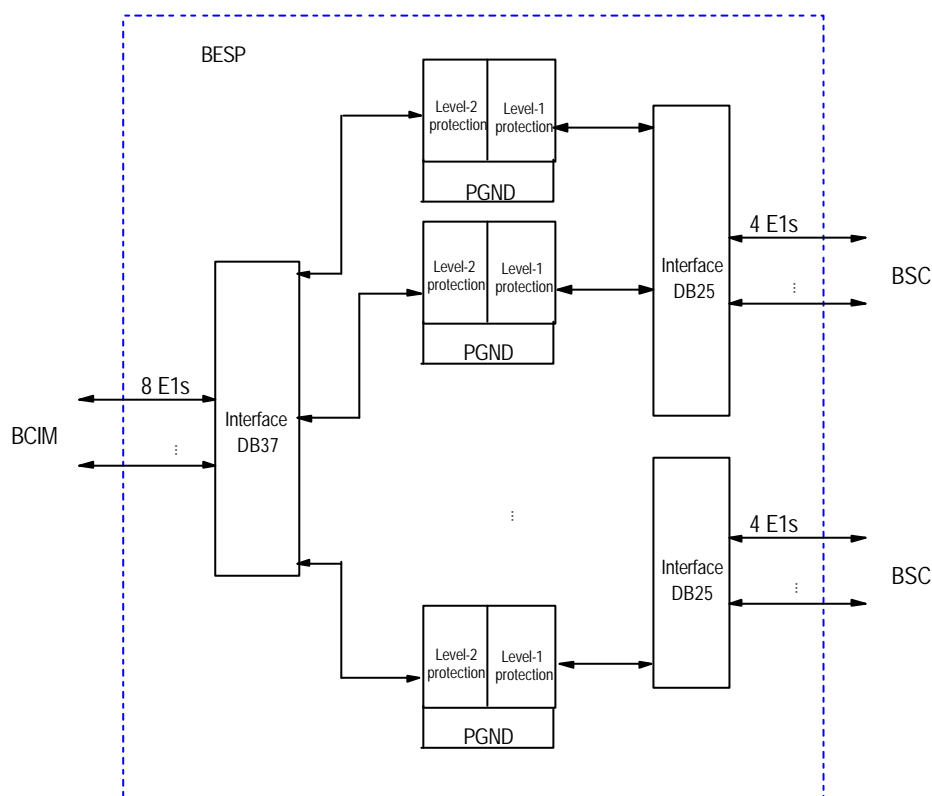 BESP
Level-2
protection
Level-1
protection
PGND
Level-2
protection
Level-1
protection
PGND
4 E1s
...
Interface
DB25
BSC
8 E1s
...
BCIM
Interface
DB37
...
4 E1s
...
Interface
DB25
BSC
Level-2
protection
Level-1
protection
PGND